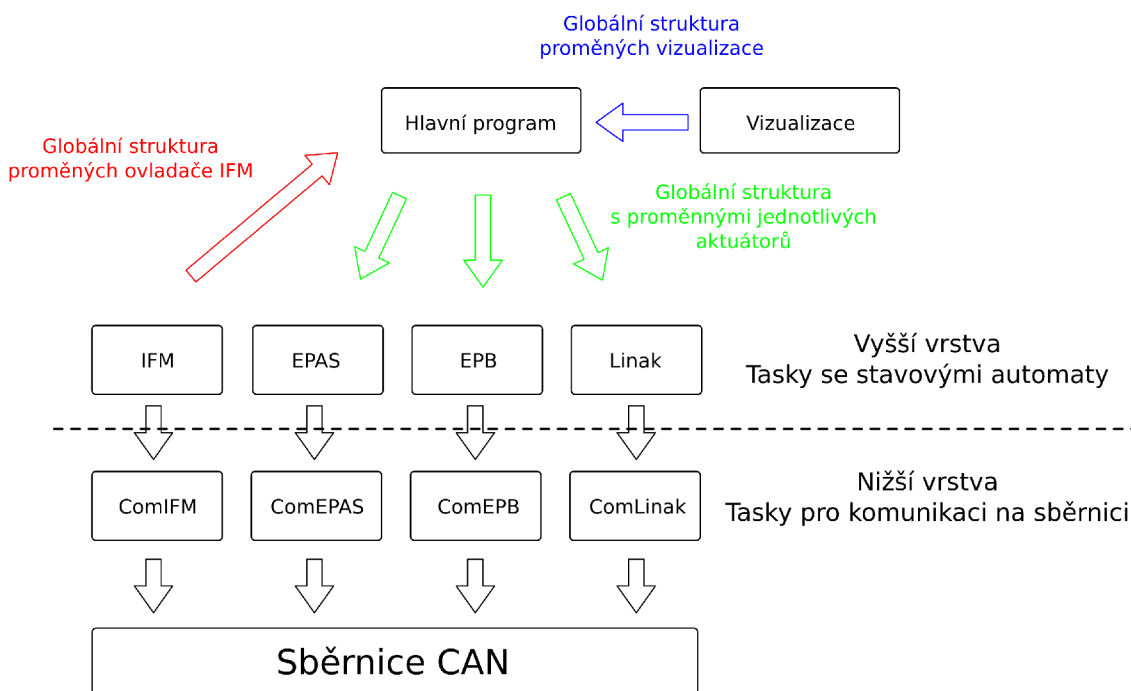 Globální struktura
proměných vizualizace
Hlavní program
Vizualizace
Globální struktura
proměných ovladače IFM
Globální struktura
s proměnnými jednotlivých
aktuátorů
IFM
EPAS
EPB
Linak
Vyšší vrstva
Tasky se stavovými automaty
ComIFM
ComEPAS
ComEPB
ComLinak
Nižší vrstva
Tasky pro komunikaci na sběrnici
Sběrnice CAN